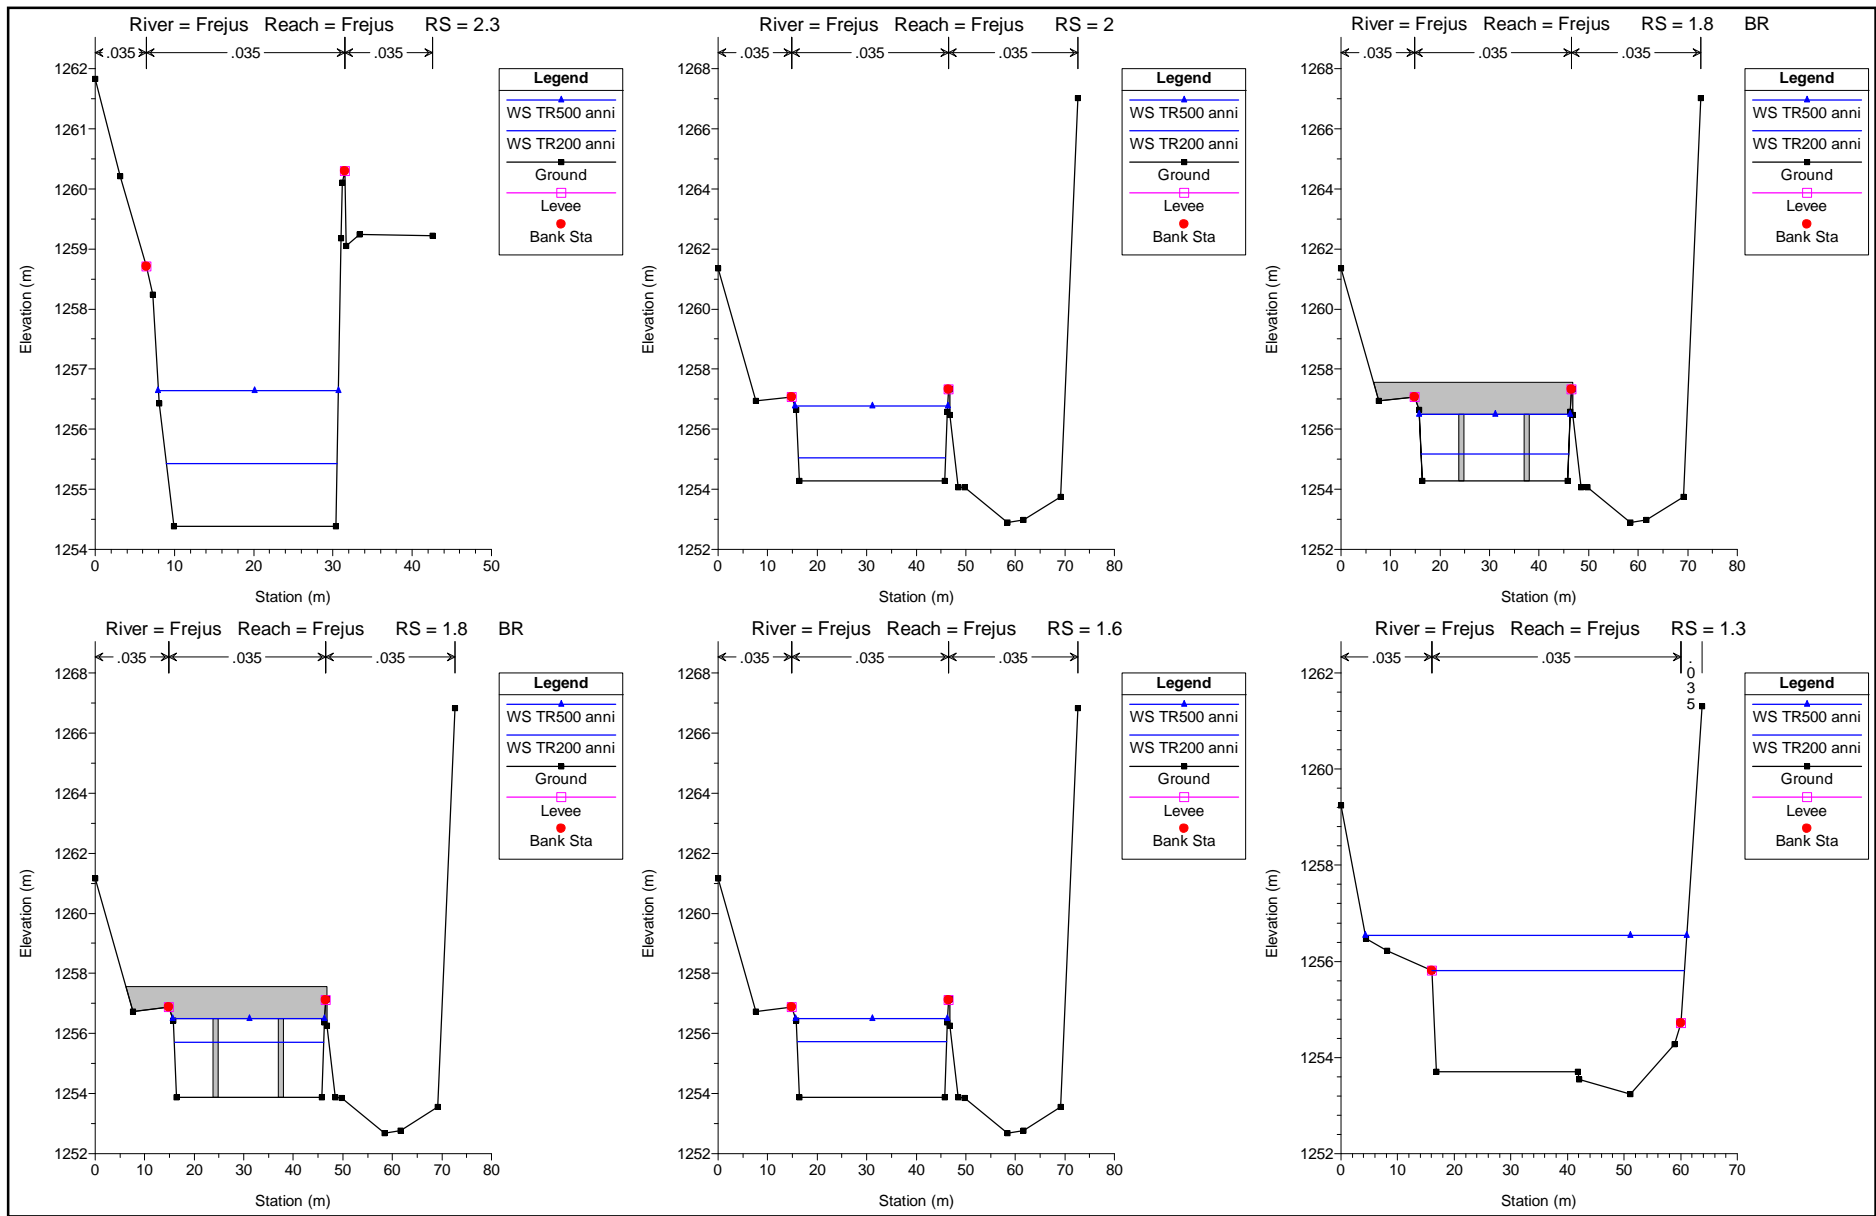 River = Frejus Reach = Frejus RS = 2.3
.035 .035 .035
Legend
WS TR500 anni
WS TR200 anni
Ground
Levee
Bank Sta
Elevation (m)
1262
1261
1260
1259
1258
1257
1256
1255
1254
0 10 20 30 40 50
Station (m)
River = Frejus Reach = Frejus RS = 2
.035 .035 .035
Legend
WS TR500 anni
WS TR200 anni
Ground
Levee
Bank Sta
Elevation (m)
1268
1266
1264
1262
1260
1258
1256
1254
1252
0 10 20 30 40 50 60 70 80
Station (m)
River = Frejus Reach = Frejus RS = 1.8 BR
.035 .035 .035
Legend
WS TR500 anni
WS TR200 anni
Ground
Levee
Bank Sta
Elevation (m)
1268
1266
1264
1262
1260
1258
1256
1254
1252
0 10 20 30 40 50 60 70 80
Station (m)
River = Frejus Reach = Frejus RS = 1.8 BR
.035 .035 .035
Legend
WS TR500 anni
WS TR200 anni
Ground
Levee
Bank Sta
Elevation (m)
1268
1266
1264
1262
1260
1258
1256
1254
1252
0 10 20 30 40 50 60 70 80
Station (m)
River = Frejus Reach = Frejus RS = 1.6
.035 .035 .035
Legend
WS TR500 anni
WS TR200 anni
Ground
Levee
Bank Sta
Elevation (m)
1268
1266
1264
1262
1260
1258
1256
1254
1252
0 10 20 30 40 50 60 70 80
Station (m)
River = Frejus Reach = Frejus RS = 1.3
.035 .035 .035
Legend
WS TR500 anni
WS TR200 anni
Ground
Levee
Bank Sta
Elevation (m)
1262
1260
1258
1256
1254
1252
0 10 20 30 40 50 60 70
Station (m)